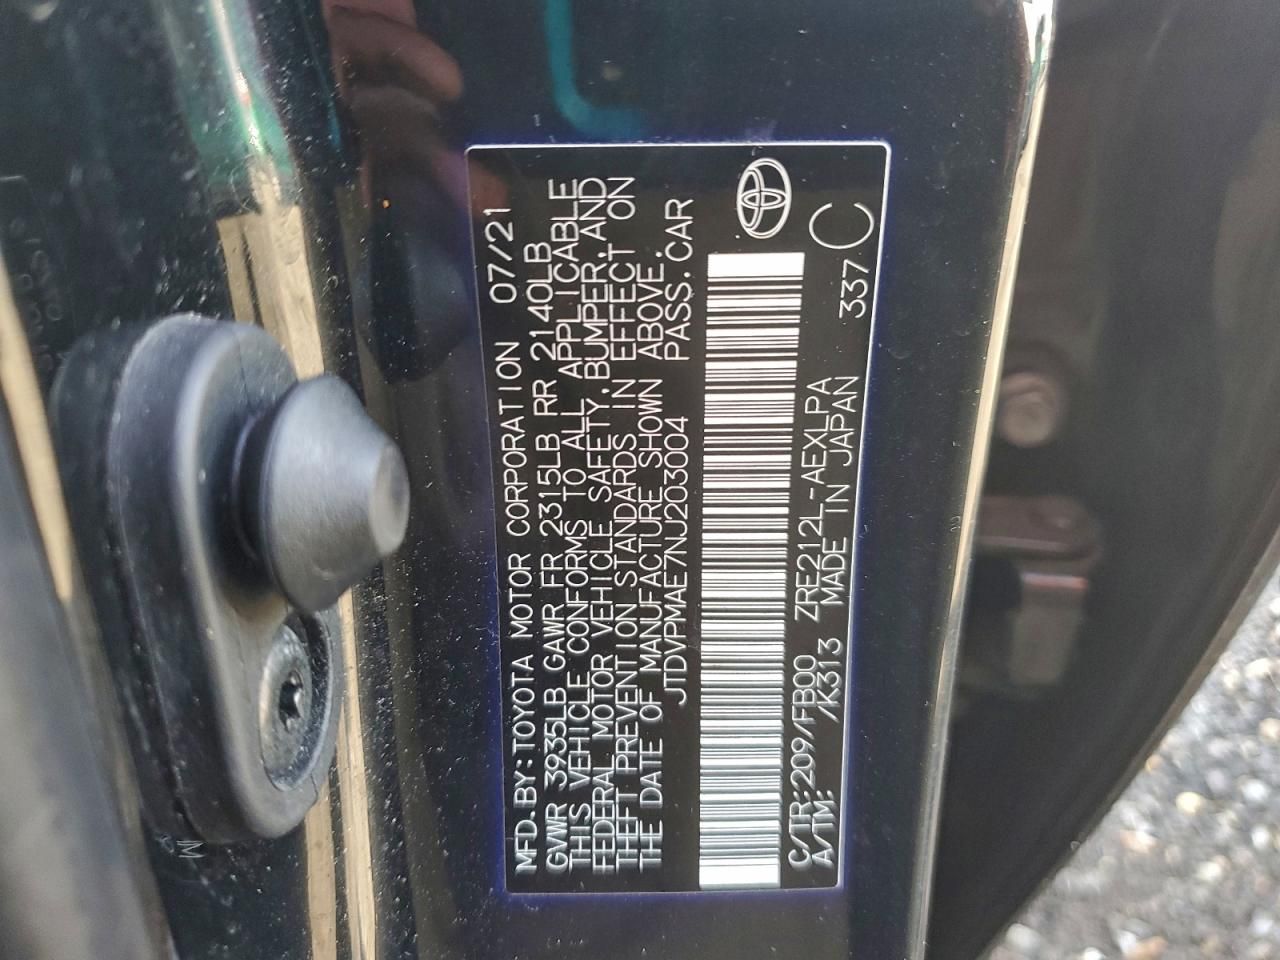 MFD.BY:TOYOTA MOTOR CORPORATION 07/21
GVWR 3935LB GAWR FR 2315LB RR 2140LB
THIS VEHICLE CONFORMS TO ALL APPLICABLE
FEDERAL MOTOR VEHICLE SAFETY,BUMPER,AND
THEFT PREVENTION STANDARDS IN EFFECT ON
THE DATE OF MANUFACTURE SHOWN ABOVE.
JTDVPMAE7NJ203004 PASS.CAR
C/TR:209/FB00 ZRE212L-AEXLPA
A/TM: /K313 MADE IN JAPAN 337 C